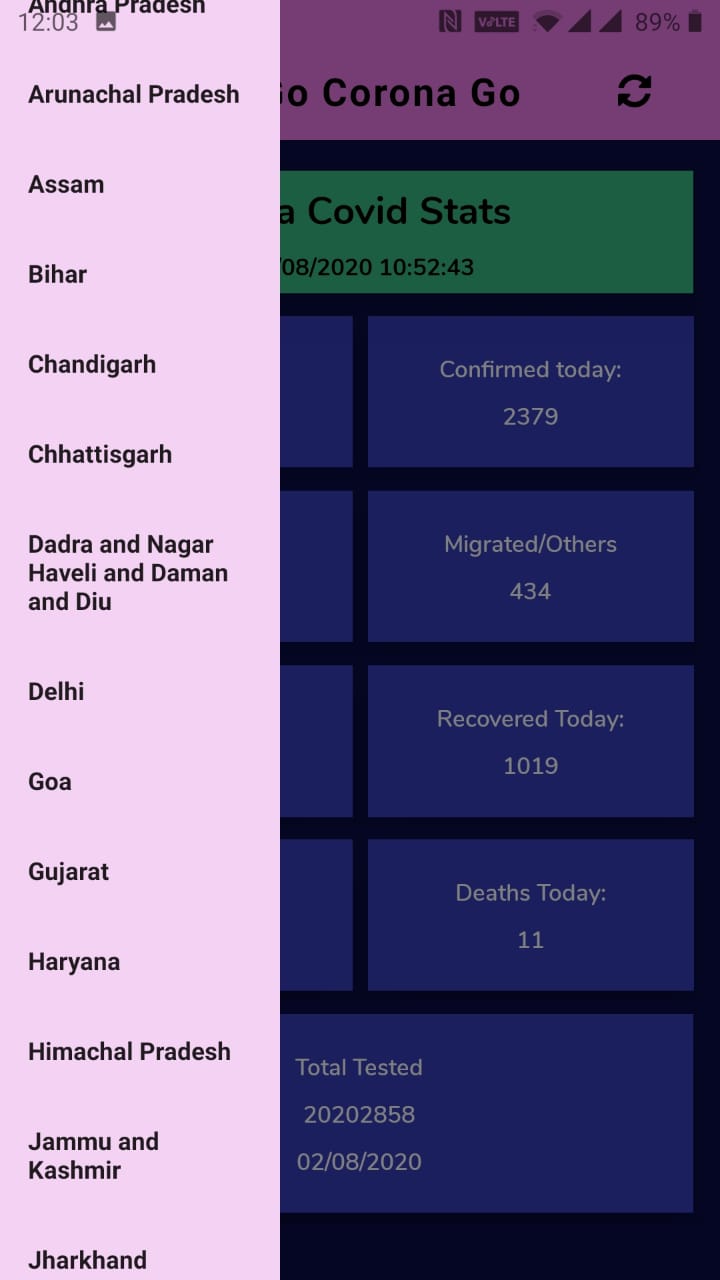 Andhra Pradesh
12:03
VoLTE
89%
Arunachal Pradesh
Go Corona Go
Assam
a Covid Stats
/08/2020 10:52:43
Bihar
Chandigarh
Confirmed today:
2379
Chhattisgarh
Dadra and Nagar
Haveli and Daman
and Diu
Migrated/Others
434
Delhi
Recovered Today:
1019
Goa
Gujarat
Deaths Today:
11
Haryana
Himachal Pradesh
Total Tested
20202858
02/08/2020
Jammu and
Kashmir
Jharkhand